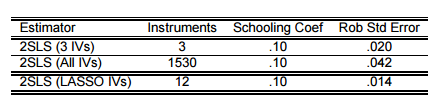 Estimator Instruments Schooling Coef Rob Std Error
2SLS (3 IVs) 3 .10 .020
2SLS (All IVs) 1530 .10 .042
2SLS (LASSO IVs) 12 .10 .014